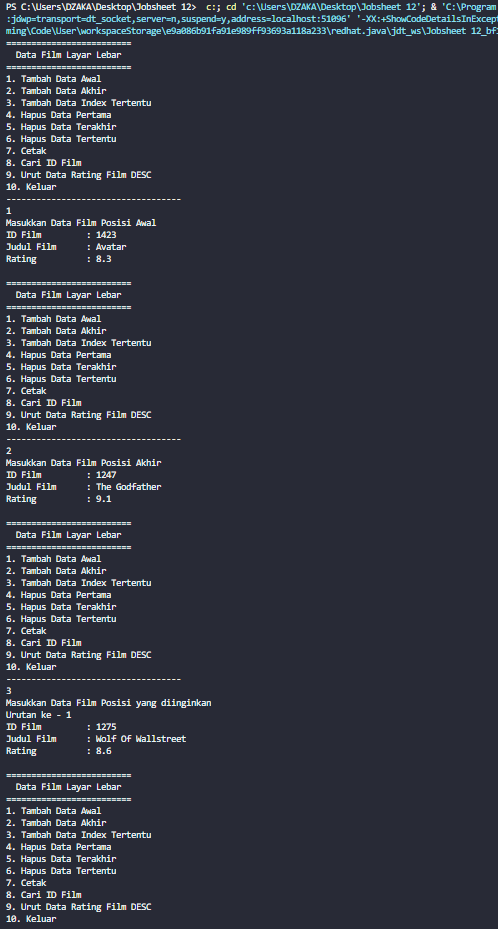 PS C:\Users\DZAKA\Desktop\Jobsheet 12>  c:; cd 'c:\Users\DZAKA\Desktop\Jobsheet 12'; & 'C:\Program
:jdwp=transport=dt_socket,server=n,suspend=y,address=localhost:51096' '-XX:+ShowCodeDetailsInExcept
ming\Code\User\workspaceStorage\e9a086b91fa91e989ff93693a118a233\redhat.java\jdt_ws\Jobsheet 12_bf
=========================
  Data Film Layar Lebar
=========================
1. Tambah Data Awal
2. Tambah Data Akhir
3. Tambah Data Index Tertentu
4. Hapus Data Pertama
5. Hapus Data Terakhir
6. Hapus Data Tertentu
7. Cetak
8. Cari ID Film
9. Urut Data Rating Film DESC
10. Keluar
-----------------------------------
1
Masukkan Data Film Posisi Awal
ID Film         : 1423
Judul Film      : Avatar
Rating          : 8.3
=========================
  Data Film Layar Lebar
=========================
1. Tambah Data Awal
2. Tambah Data Akhir
3. Tambah Data Index Tertentu
4. Hapus Data Pertama
5. Hapus Data Terakhir
6. Hapus Data Tertentu
7. Cetak
8. Cari ID Film
9. Urut Data Rating Film DESC
10. Keluar
-----------------------------------
2
Masukkan Data Film Posisi Akhir
ID Film         : 1247
Judul Film      : The Godfather
Rating          : 9.1
=========================
  Data Film Layar Lebar
=========================
1. Tambah Data Awal
2. Tambah Data Akhir
3. Tambah Data Index Tertentu
4. Hapus Data Pertama
5. Hapus Data Terakhir
6. Hapus Data Tertentu
7. Cetak
8. Cari ID Film
9. Urut Data Rating Film DESC
10. Keluar
-----------------------------------
3
Masukkan Data Film Posisi yang diinginkan
Urutan ke - 1
ID Film         : 1275
Judul Film      : Wolf Of Wallstreet
Rating          : 8.6
=========================
  Data Film Layar Lebar
=========================
1. Tambah Data Awal
2. Tambah Data Akhir
3. Tambah Data Index Tertentu
4. Hapus Data Pertama
5. Hapus Data Terakhir
6. Hapus Data Tertentu
7. Cetak
8. Cari ID Film
9. Urut Data Rating Film DESC
10. Keluar